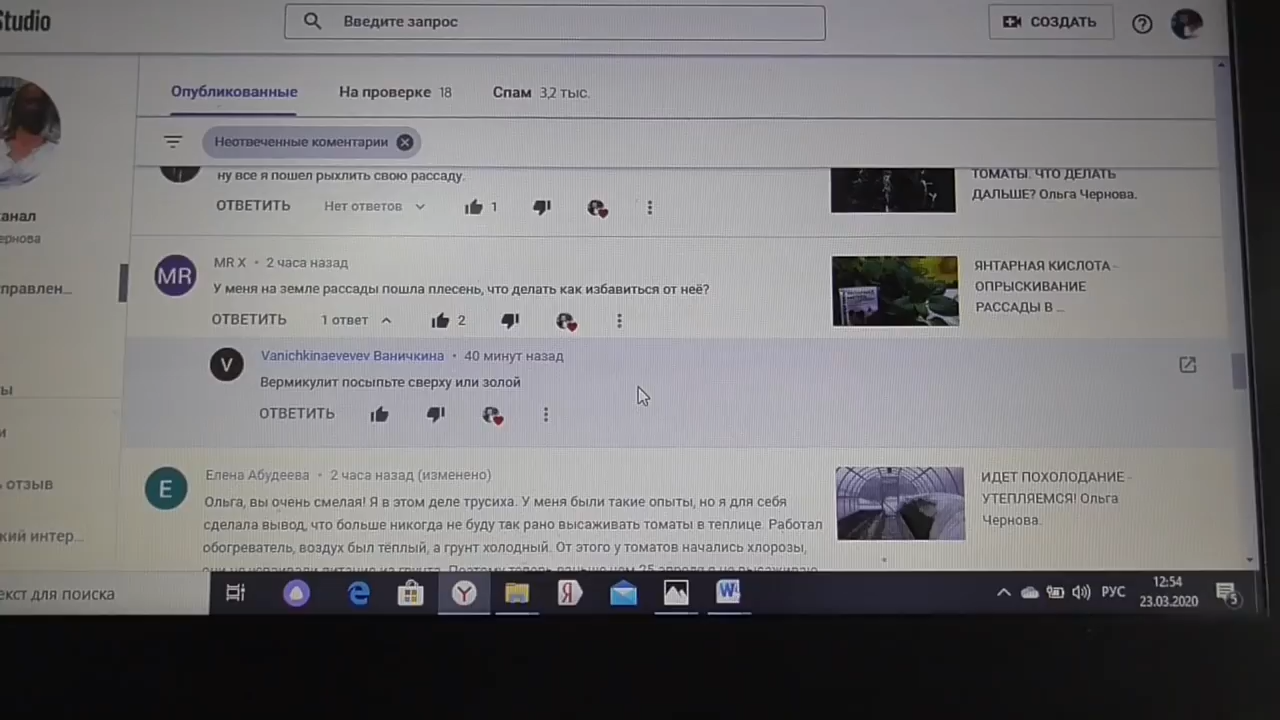 Studio
Введите запрос
СОЗДАТЬ
Опубликованные
На проверке 18
Спам 3,2 тыс.
Неотвеченные коментарии
ну все я пошел рыхлить свою рассаду.
ОТВЕТИТЬ Нет ответов 1
ТОМАТЫ. ЧТО ДЕЛАТЬ
ДАЛЬШЕ? Ольга Чернова.
анал
ернова
правлен...
MR
MR X • 2 часа назад
У меня на земле рассады пошла плесень, что делать как избавиться от неё?
ОТВЕТИТЬ 1 ответ 2
ЯНТАРНАЯ КИСЛОТА -
ОПРЫСКИВАНИЕ
РАССАДЫ В ...
V
Vanichkinaevevev Ваничкина • 40 минут назад
Вермикулит посыпьте сверху или золой
ОТВЕТИТЬ
ы
и
ь отзыв
кий интер...
E
Елена Абудеева • 2 часа назад (изменено)
Ольга, вы очень смелая! Я в этом деле трусиха. У меня были такие опыты, но я для себя
сделала вывод, что больше никогда не буду так рано высаживать томаты в теплице. Работал
обогреватель, воздух был тёплый, а грунт холодный. От этого у томатов начались хлорозы,
ИДЕТ ПОХОЛОДАНИЕ -
УТЕПЛЯЕМСЯ! Ольга
Чернова.
екст для поиска
РУС
12:54
23.03.2020
5